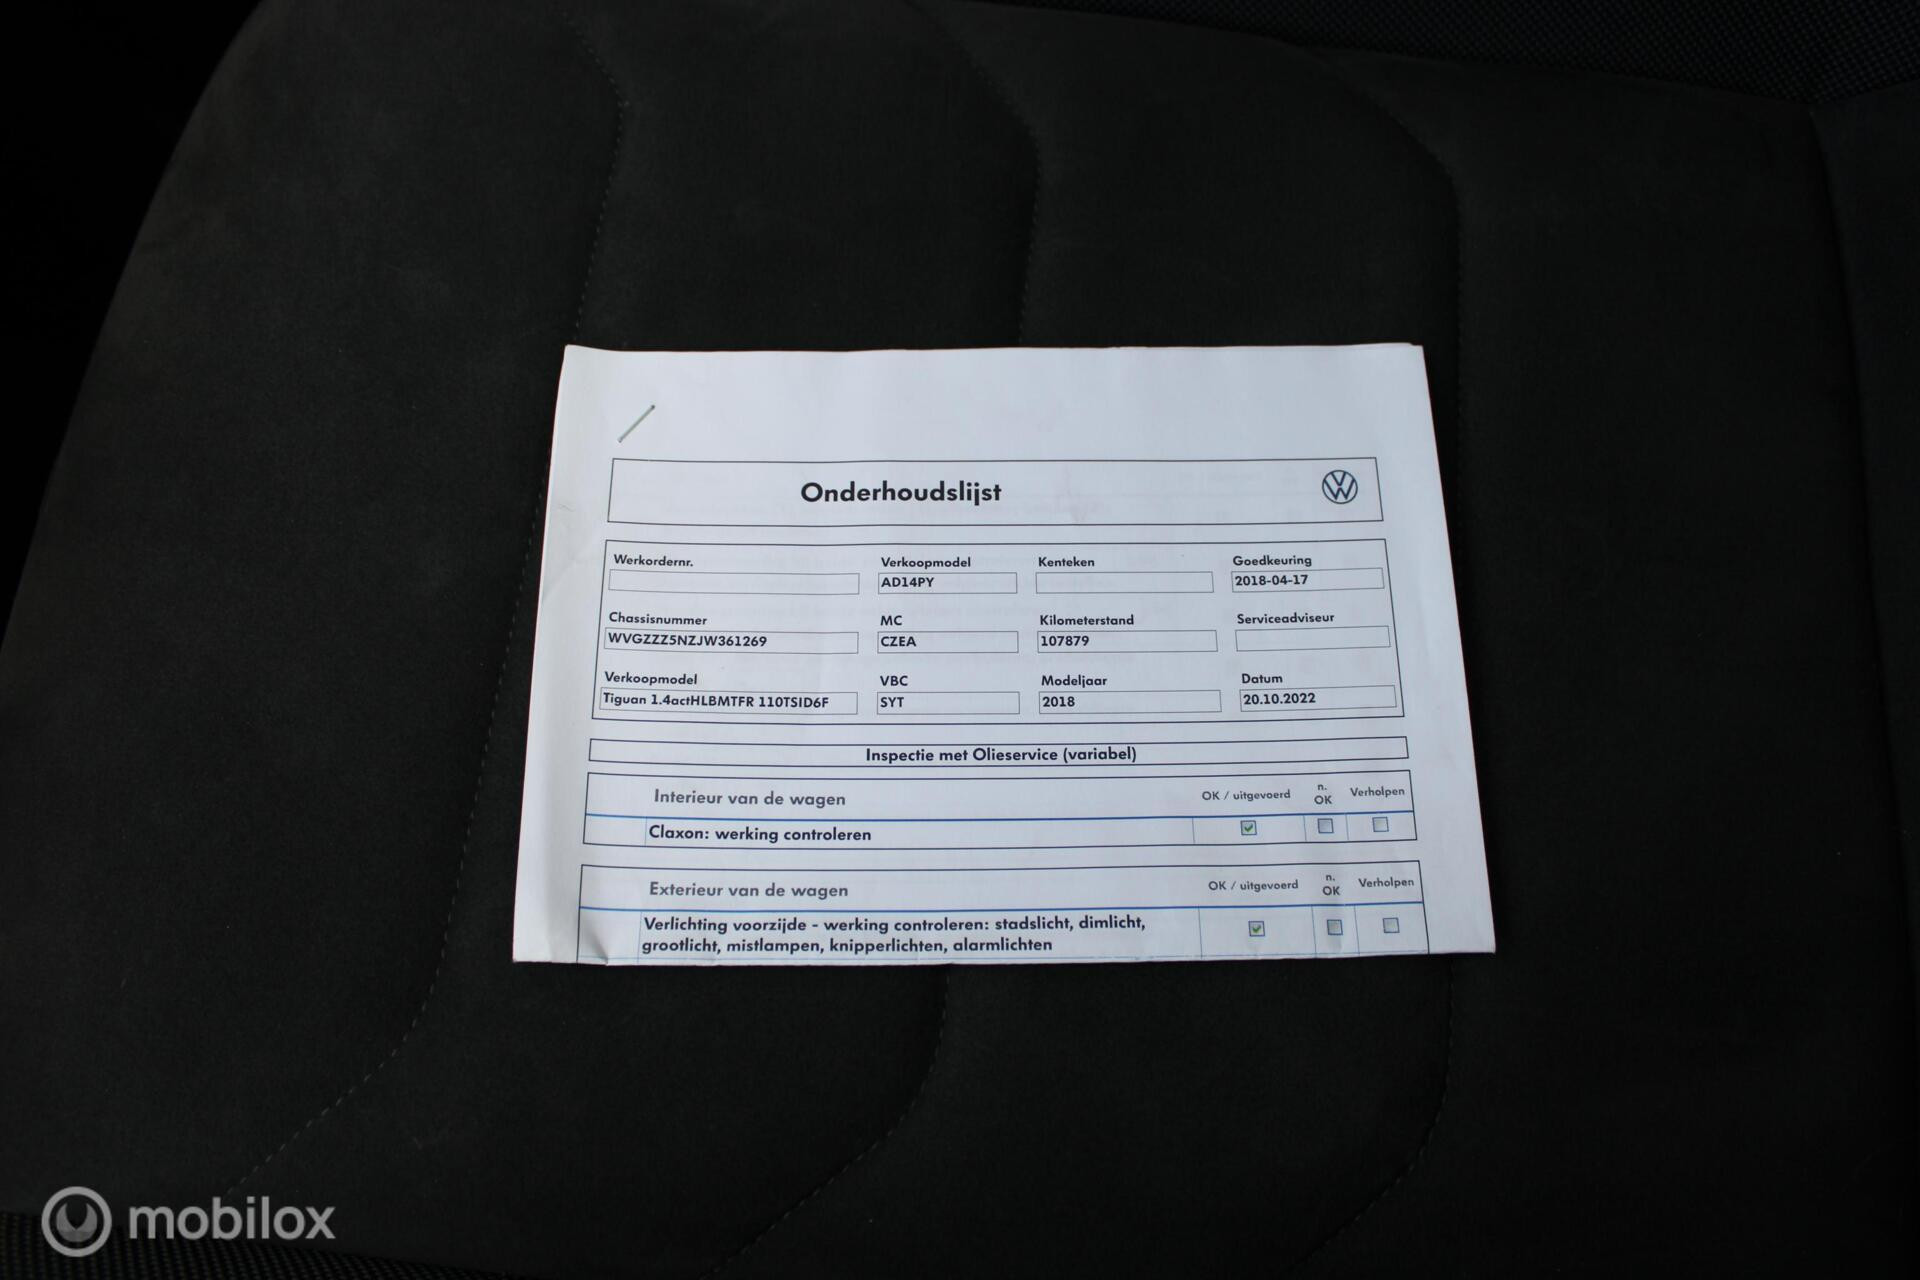 Onderhoudslijst
Werkordernr. Verkoopmodel Kenteken Goedkeuring
AD14PY 2018-04-17
Chassisnummer MC Kilometerstand Serviceadviseur
WVGZZZ5NZJW361269 CZEA 107879
Verkoopmodel VBC Modeljaar Datum
Tiguan 1.4actHLBMTFR 110TSID6F SYT 2018 20.10.2022
Inspectie met Olieservice (variabel)
Interieur van de wagen OK / uitgevoerd n. OK Verholpen
Claxon: werking controleren
Exterieur van de wagen OK / uitgevoerd n. OK Verholpen
Verlichting voorzijde - werking controleren: stadslicht, dimlicht,
grootlicht, mistlampen, knipperlichten, alarmlichten
mobilox